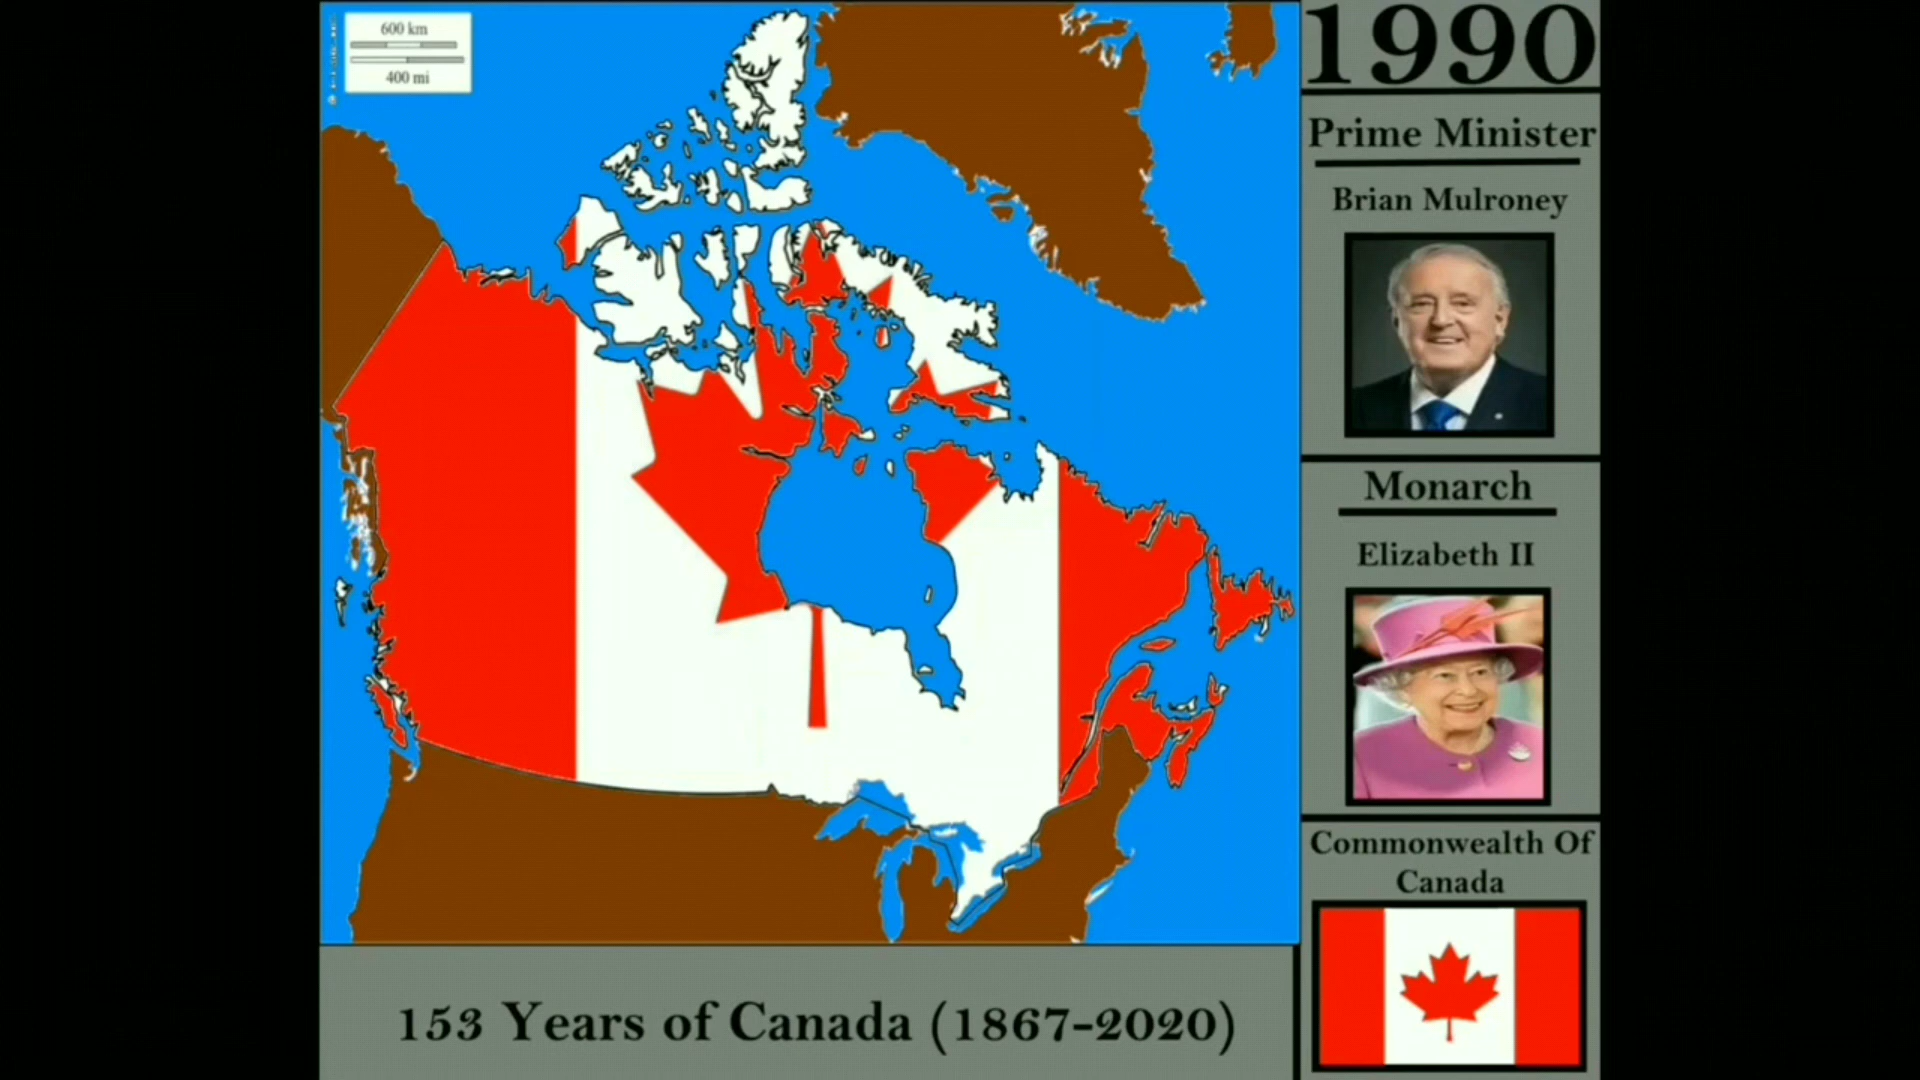 600 km
400 mi
1990
Prime Minister
Brian Mulroney
Monarch
Elizabeth II
Commonwealth Of
Canada
153 Years of Canada (1867-2020)